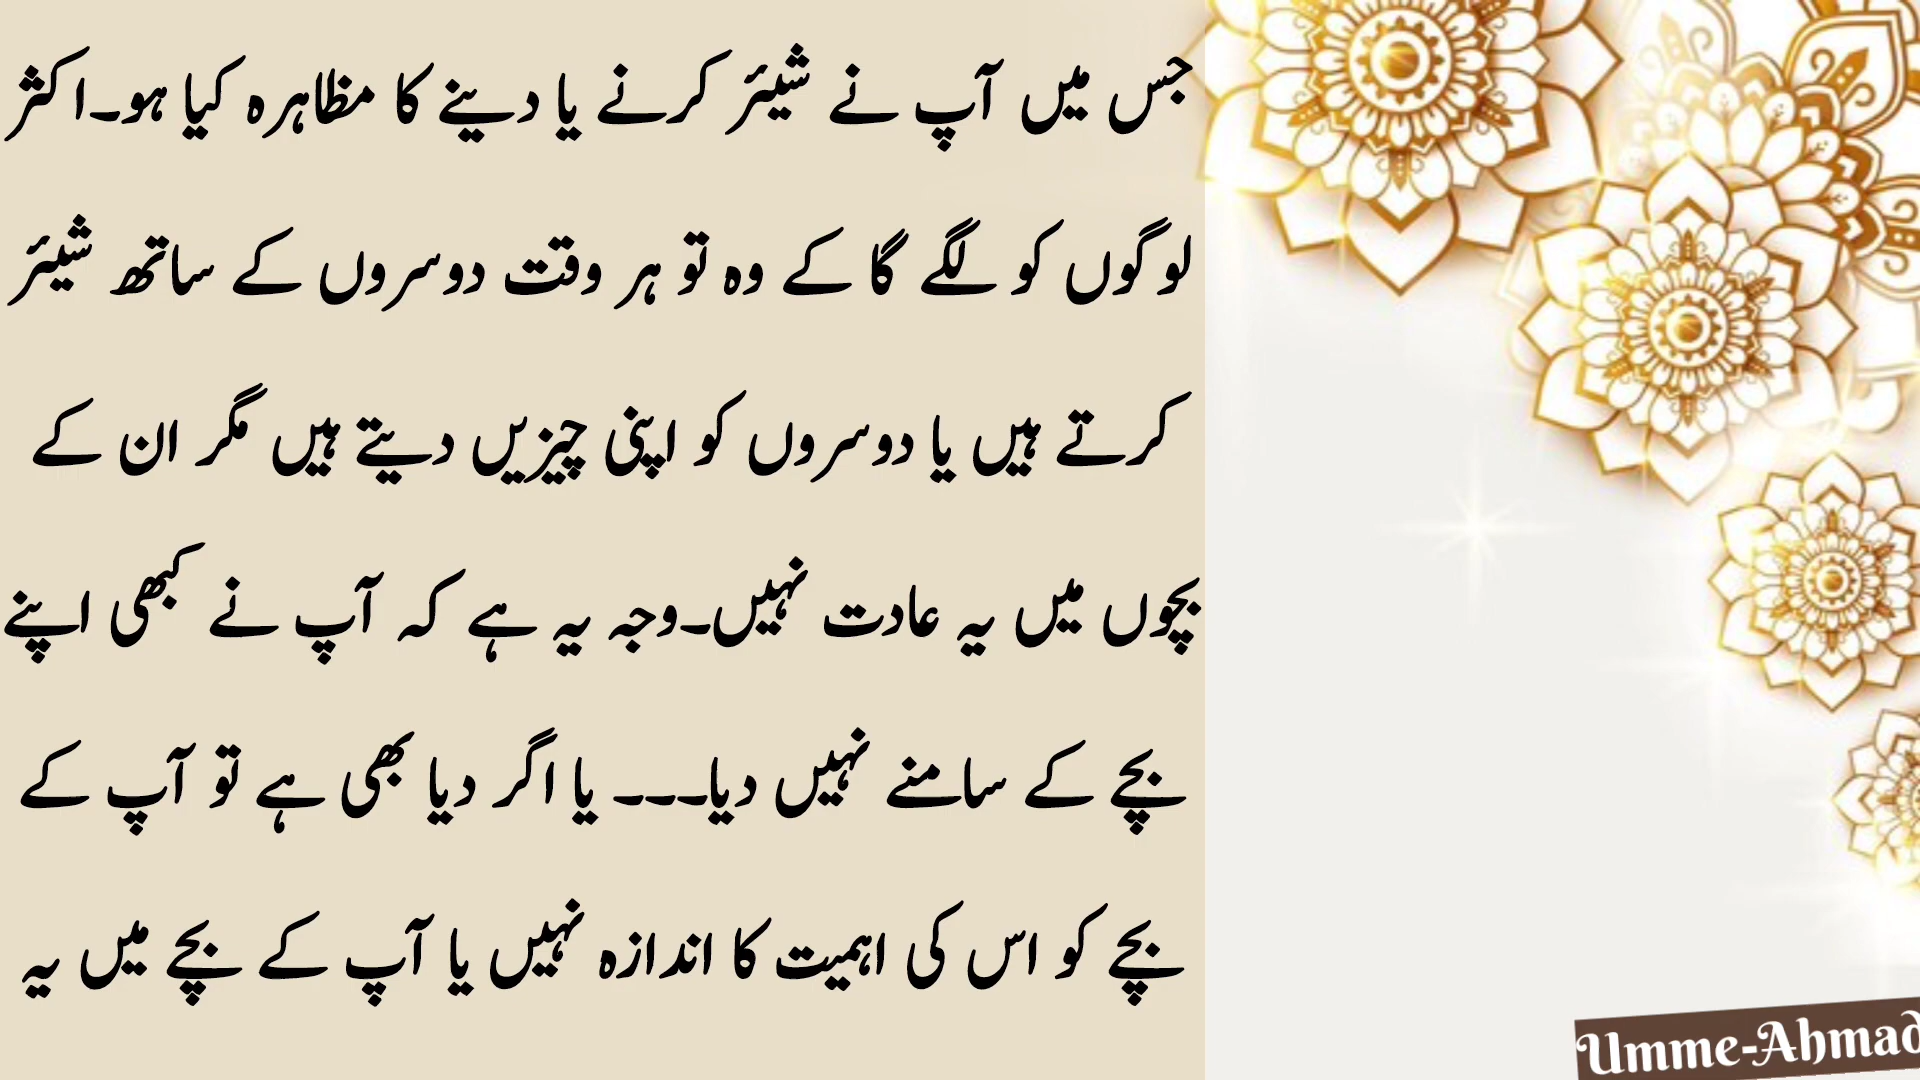 جس میں آپ نے شیئر کرنے یا دینے کا مظاہرہ کیا ہو۔اکثر
لوگوں کو لگے گا کے وہ تو ہر وقت دوسروں کے ساتھ شیئر
کرتے ہیں یا دوسروں کو اپنی چیزیں دیتے ہیں مگر ان کے
بچوں میں یہ عادت نہیں۔وجہ یہ ہے کہ آپ نے کبھی اپنے
بچے کے سامنے نہیں دیا۔۔۔ یا اگر دیا بھی ہے تو آپ کے
بچے کو اس کی اہمیت کا اندازہ نہیں یا آپ کے بچے میں یہ
Umme-Ahmad